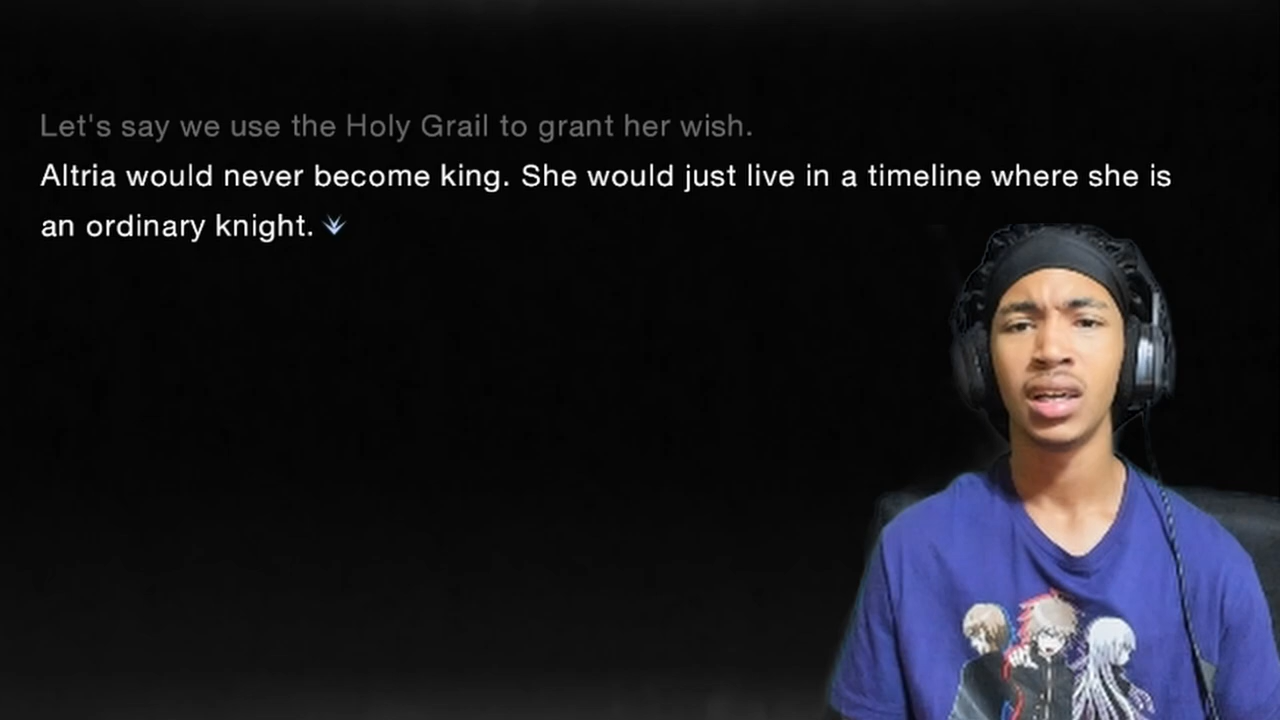 Let's say we use the Holy Grail to grant her wish.
Altria would never become king. She would just live in a timeline where she is
an ordinary knight.